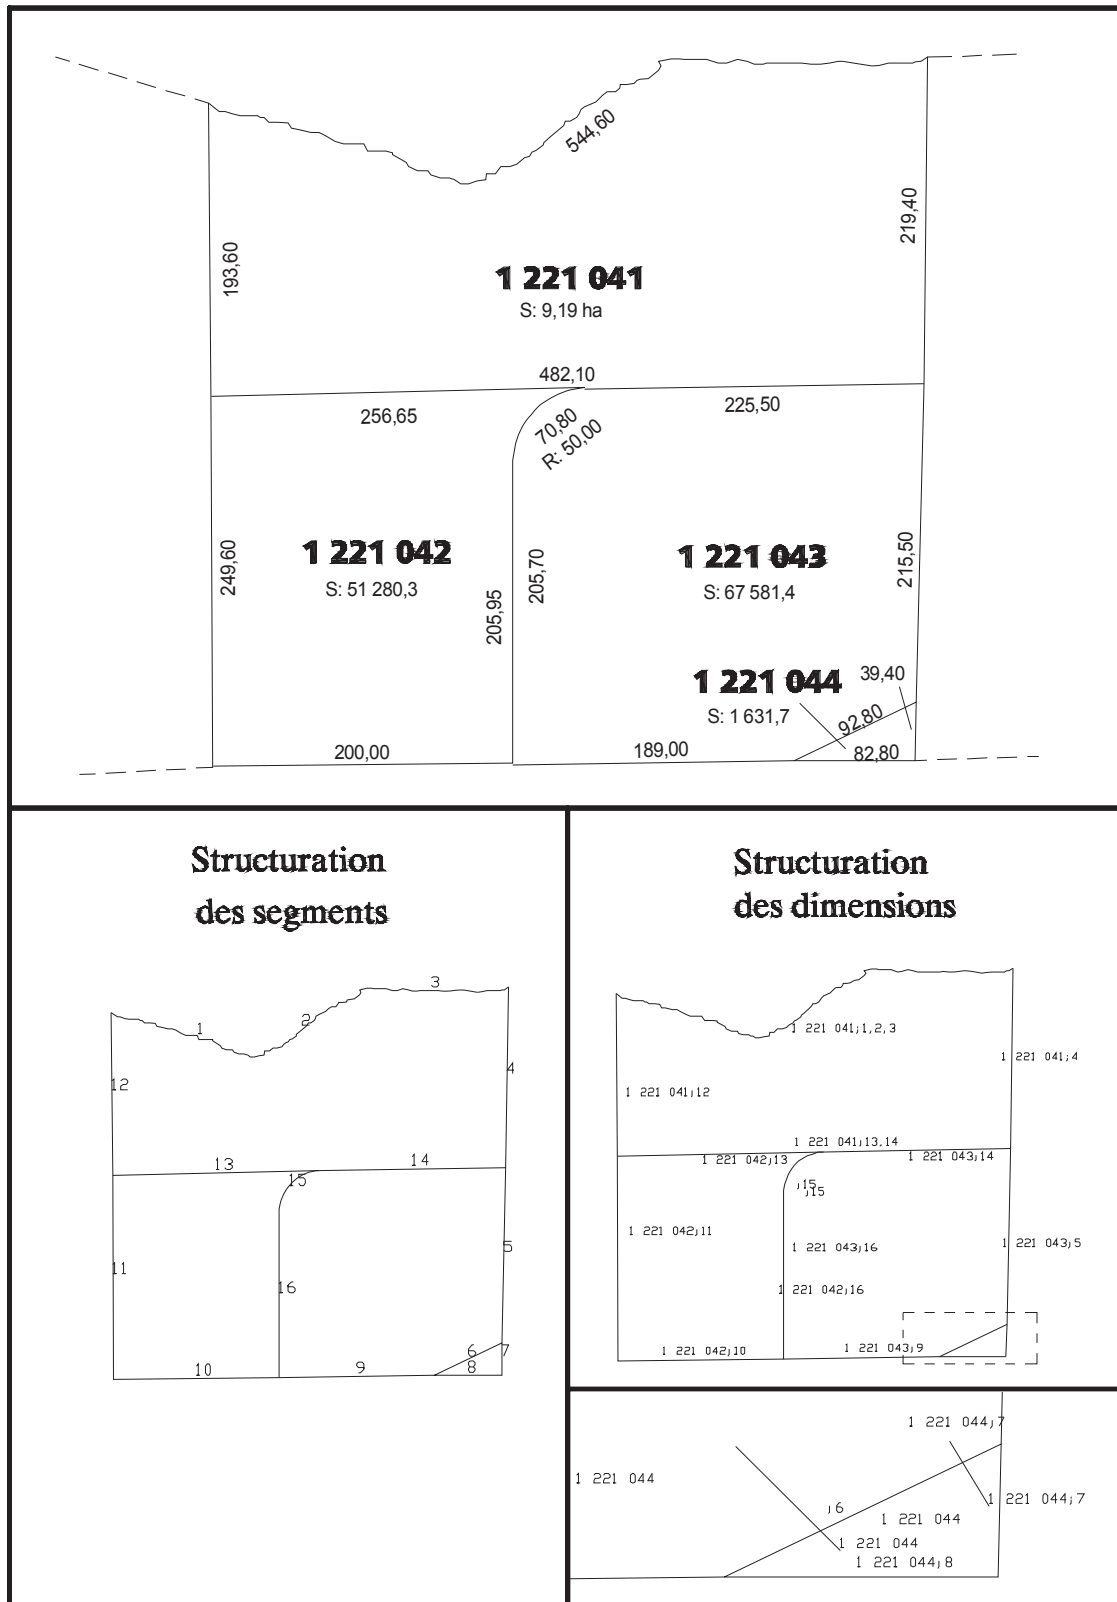 544,60
219,40
193,60
1 221 041
S: 9,19 ha
482,10
256,65
225,50
70,80
R: 50,00
249,60
1 221 042
S: 51 280,3
205,95
205,70
1 221 043
S: 67 581,4
215,50
1 221 044
S: 1 631,7
39,40
92,80
200,00
189,00
82,80
Structuration
des segments
3
2
1
4
12
13
14
15
5
11
16
6
7
10
9
8
Structuration
des dimensions
1 221 041;1,2,3
1 221 041;4
1 221 041;12
1 221 041;13,14
1 221 042;13
1 221 043;14
;15
;15
1 221 042;11
1 221 043;16
1 221 043;5
1 221 042;16
1 221 042;10
1 221 043;9
1 221 044;7
1 221 044
1 221 044;7
;6
1 221 044
1 221 044
1 221 044;8